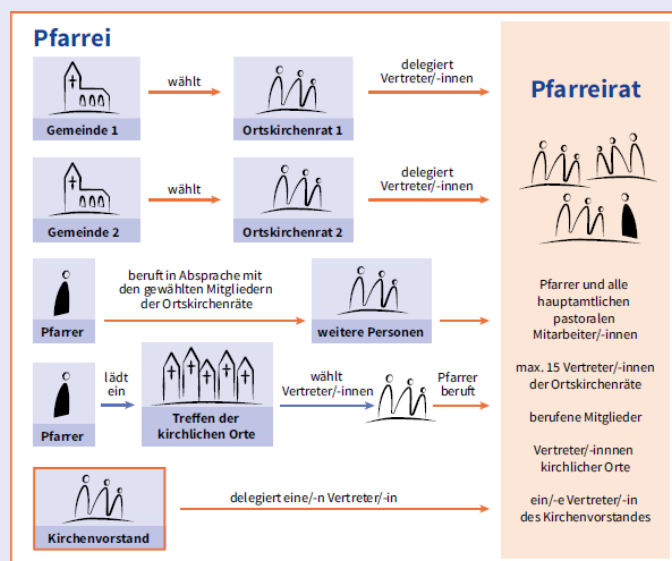 Pfarrei
wählt
delegiert
Vertreter/-innen
Gemeinde 1
Ortskirchenrat 1
wählt
delegiert
Vertreter/-innen
Gemeinde 2
Ortskirchenrat 2
beruft in Absprache mit
den gewählten Mitgliedern
der Ortskirchenräte
Pfarrer
weitere Personen
lädt
ein
wählt
Vertreter/-innen
Pfarrer
beruft
Pfarrer
Treffen der
kirchlichen Orte
delegiert eine/-n Vertreter/-in
Kirchenvorstand
Pfarreirat
Pfarrer und alle
hauptamtlichen
pastoralen
Mitarbeiter/-innen
max. 15 Vertreter/-innen
der Ortskirchenräte
berufene Mitglieder
Vertreter/-innnen
kirchlicher Orte
ein/-e Vertreter/-in
des Kirchenvorstandes